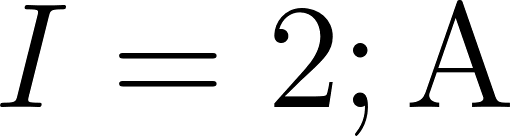 I = 2; A